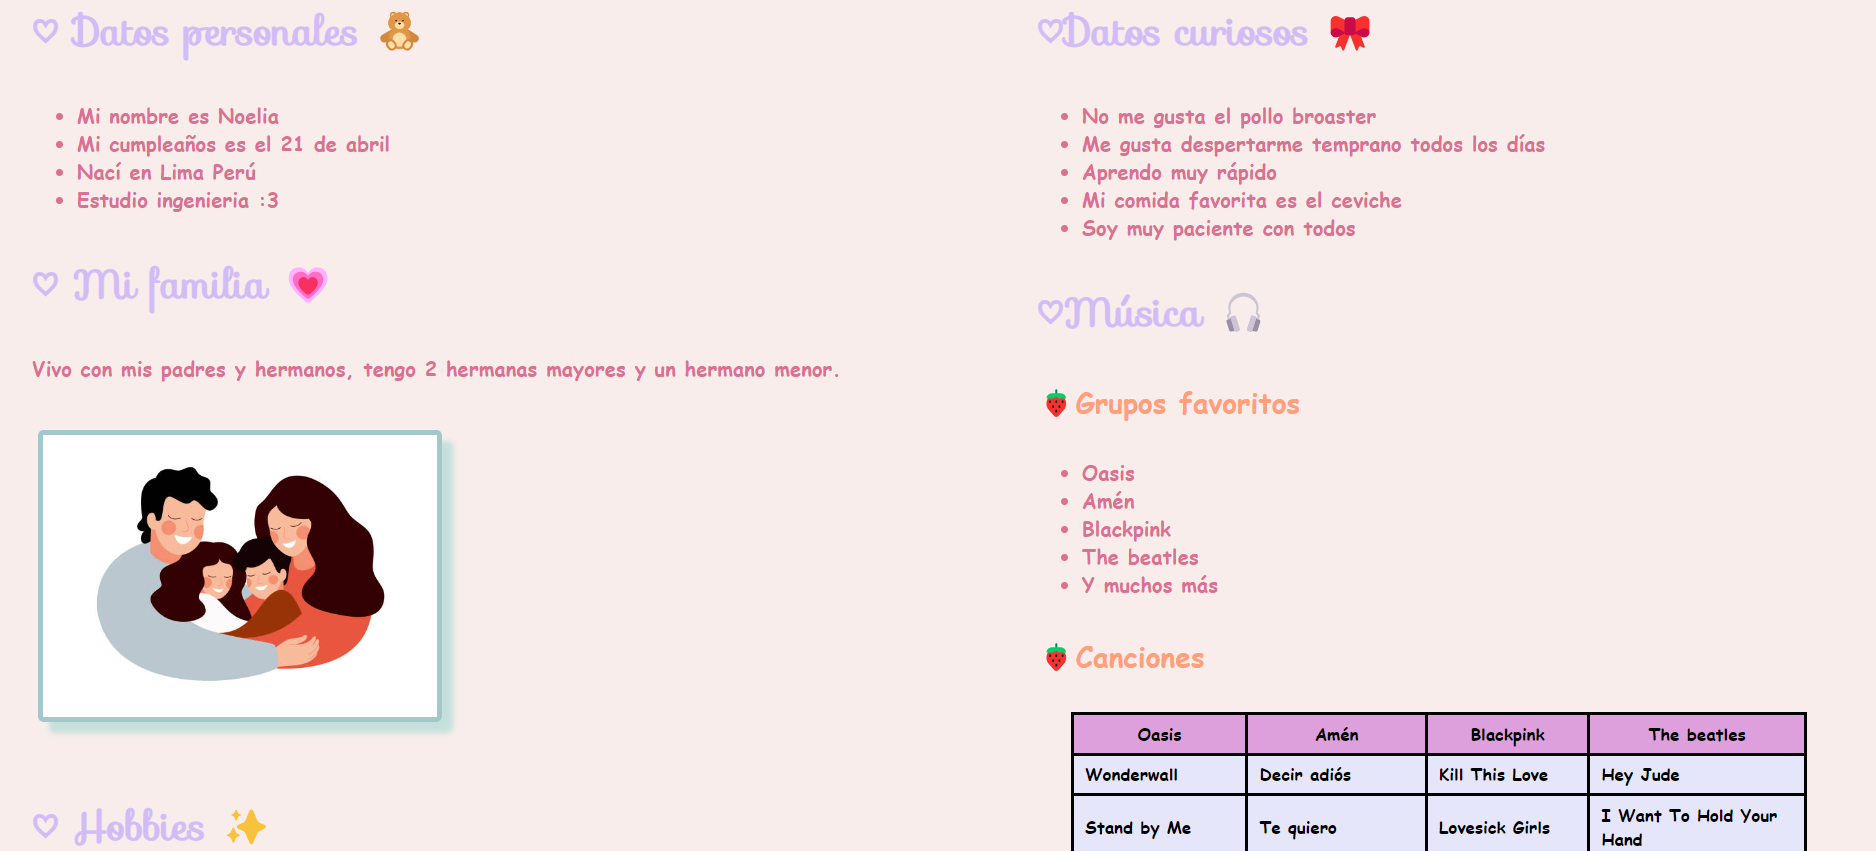 ♡ Datos personales 🧸
Mi nombre es Noelia
Mi cumpleaños es el 21 de abril
Nací en Lima Perú
Estudio ingenieria :3
♡ Mi familia 💗
Vivo con mis padres y hermanos, tengo 2 hermanas mayores y un hermano menor.
♡ Hobbies ✨
♡Datos curiosos 🎀
No me gusta el pollo broaster
Me gusta despertarme temprano todos los días
Aprendo muy rápido
Mi comida favorita es el ceviche
Soy muy paciente con todos
♡Música 🎧
🍓Grupos favoritos
Oasis
Amén
Blackpink
The beatles
Y muchos más
🍓Canciones
Oasis Amén Blackpink The beatles
Wonderwall Decir adiós Kill This Love Hey Jude
Stand by Me Te quiero Lovesick Girls I Want To Hold Your
Hand